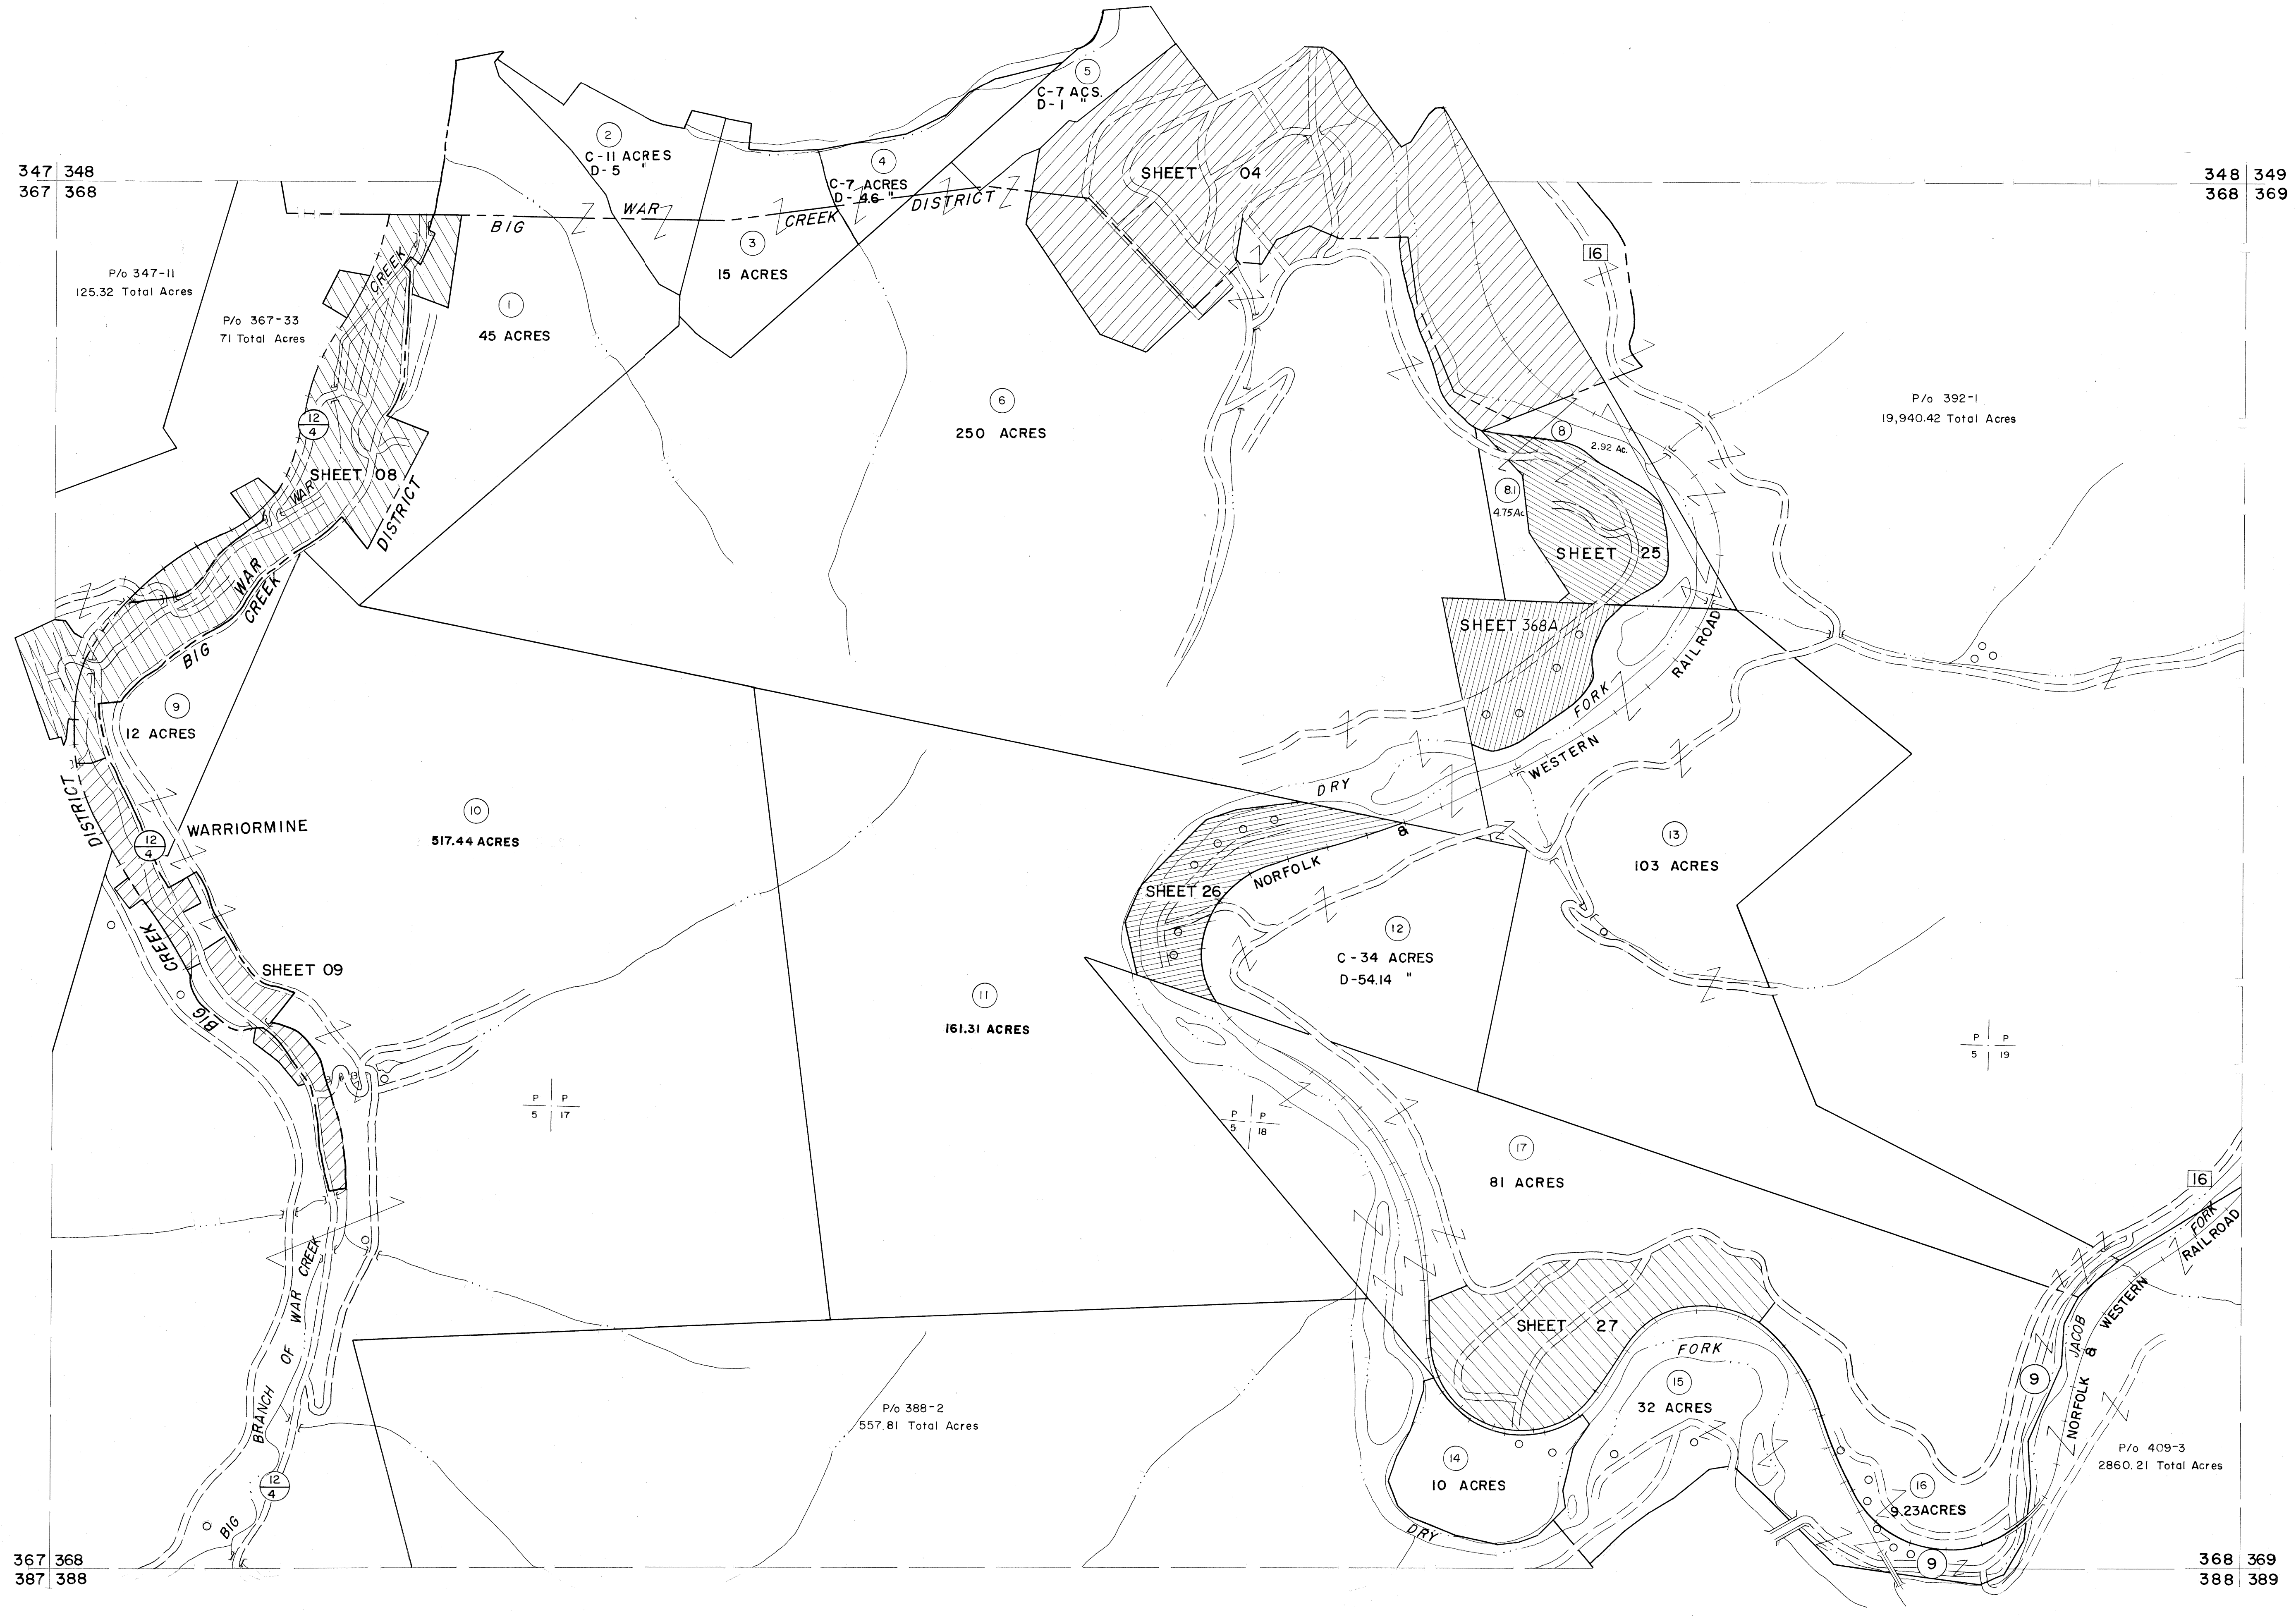 347 348
367 368
348 349
368 369
5
C-7 ACS.
D-1 "
2
C-11 ACRES
D-5 "
4
C-7 ACRES
D-4.6 "
SHEET 04
BIG WAR CREEK DISTRICT
3
15 ACRES
16
P/o 347-11
125.32 Total Acres
CREEK
P/o 367-33
71 Total Acres
1
45 ACRES
6
250 ACRES
P/o 392-1
19,940.42 Total Acres
12
4
8
2.92 Ac.
SHEET 08
WAR
DISTRICT
8.1
4.75 Ac
SHEET 25
WAR
CREEK
BIG
SHEET 368A
RAILROAD
FORK
9
12 ACRES
WESTERN
DRY
DISTRICT
10
517.44 ACRES
WARRIORMINE
12
4
&
NORFOLK
13
103 ACRES
SHEET 26
12
C-34 ACRES
D-54.14 "
CREEK
SHEET 09
BIG
11
161.31 ACRES
P P
5 19
P P
5 17
P P
5 18
17
81 ACRES
16
FORK
RAILROAD
WESTERN
JACOB
&
NORFOLK
CREEK
WAR
OF
BRANCH
BIG
SHEET 27
FORK
9
15
32 ACRES
P/o 388-2
557.81 Total Acres
P/o 409-3
2860.21 Total Acres
14
10 ACRES
12
4
16
9.23 ACRES
DRY
9
367 368
387 388
368 369
388 389